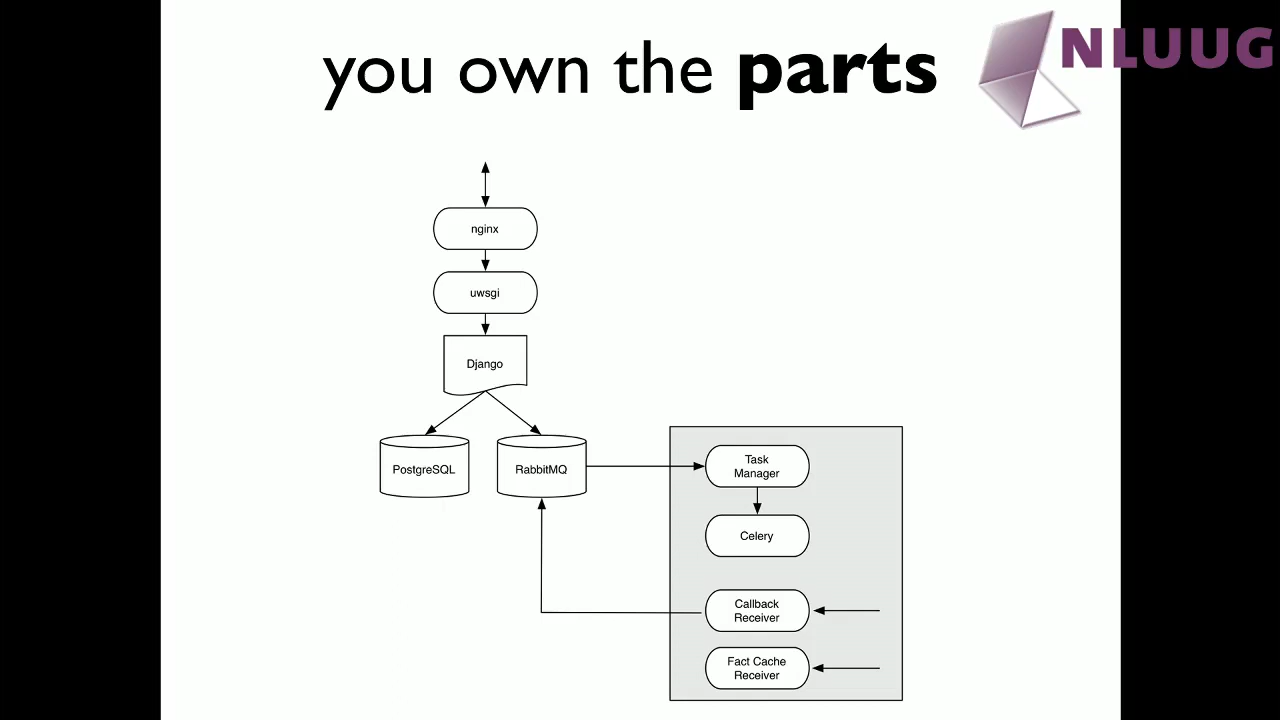 you own the parts
NLUUG
nginx
uwsgi
Django
PostgreSQL
RabbitMQ
Task
Manager
Celery
Callback
Receiver
Fact Cache
Receiver